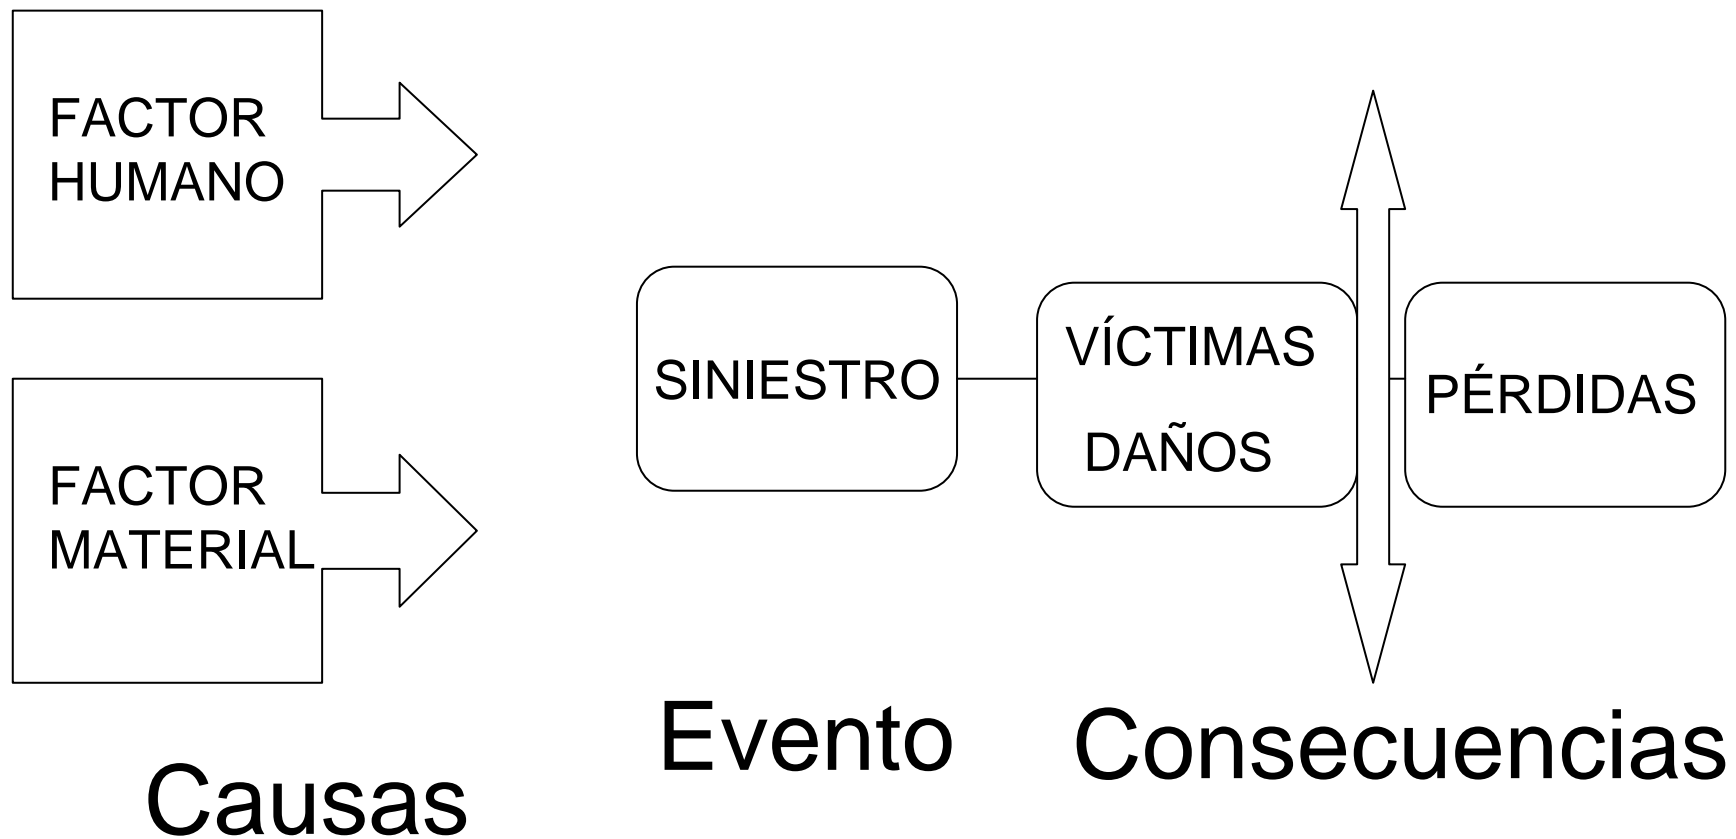 FACTOR
HUMANO
FACTOR
MATERIAL
SINIESTRO
VÍCTIMAS
DAÑOS
PÉRDIDAS
Causas
Evento
Consecuencias